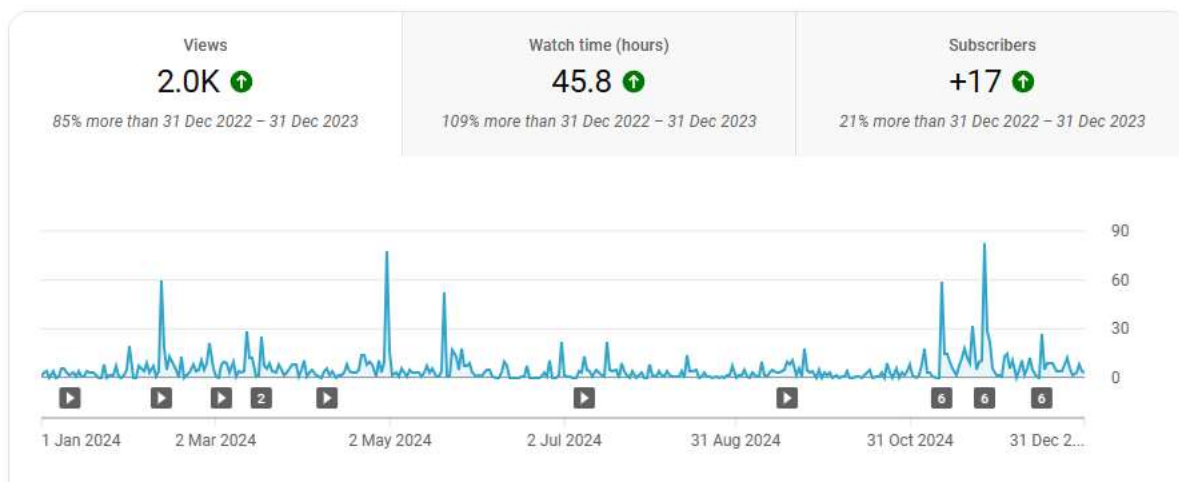 Views
2.0K
85% more than 31 Dec 2022 – 31 Dec 2023
Watch time (hours)
45.8
109% more than 31 Dec 2022 – 31 Dec 2023
Subscribers
+17
21% more than 31 Dec 2022 – 31 Dec 2023
90
60
30
0
2
6
6
6
1 Jan 2024
2 Mar 2024
2 May 2024
2 Jul 2024
31 Aug 2024
31 Oct 2024
31 Dec 2...